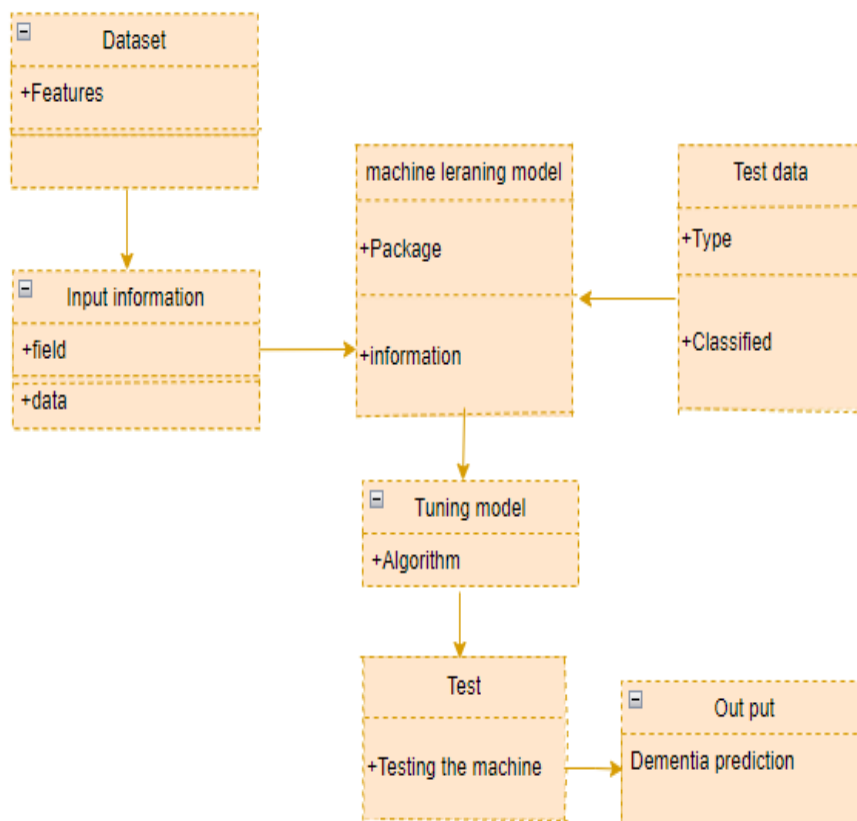 Dataset
+Features
machine leraning model
+Package
+information
Test data
+Type
+Classified
Input information
+field
+data
Tuning model
+Algorithm
Test
+Testing the machine
Out put
Dementia prediction